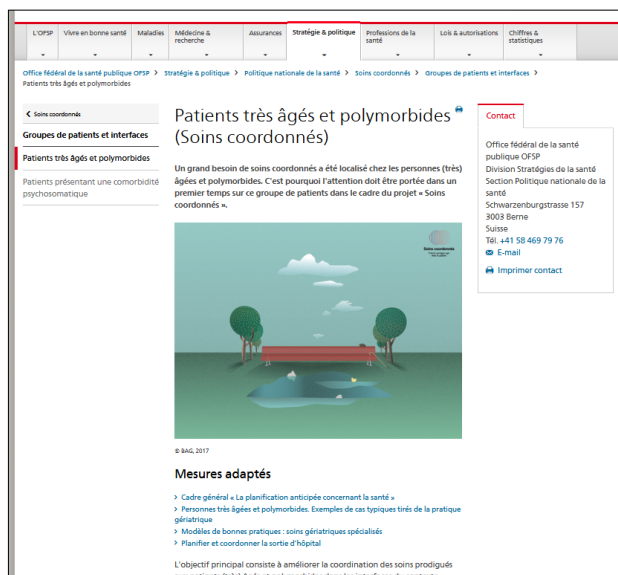 L'OFSP
Vivre en bonne santé
Maladies
Médecine &
recherche
Assurances
Stratégie & politique
Professions de la
santé
Lois & autorisations
Chiffres &
statistiques
Office fédéral de la santé publique OFSP > Stratégie & politique > Politique nationale de la santé > Soins coordonnés > Groupes de patients et interfaces >
Patients très âgés et polymorbides
Soins coordonnés
Groupes de patients et interfaces
Patients très âgés et polymorbides
Patients présentant une comorbidité
psychosomatique
Patients très âgés et polymorbides
(Soins coordonnés)
Un grand besoin de soins coordonnés a été localisé chez les personnes (très)
âgées et polymorbides. C'est pourquoi l'attention doit être portée dans un
premier temps sur ce groupe de patients dans le cadre du projet « Soins
coordonnés ».
Soins coordonnés
© BAG, 2017
Mesures adaptés
> Cadre général « La planification anticipée concernant la santé »
> Personnes très âgées et polymorbides. Exemples de cas typiques tirés de la pratique
gériatrique
> Modèles de bonnes pratiques : soins gériatriques spécialisés
> Planifier et coordonner la sortie d'hôpital
L'objectif principal consiste à améliorer la coordination des soins prodigués
Contact
Office fédéral de la santé
publique OFSP
Division Stratégies de la santé
Section Politique nationale de la
santé
Schwarzenburgstrasse 157
3003 Berne
Suisse
Tél. +41 58 469 79 76
E-mail
Imprimer contact